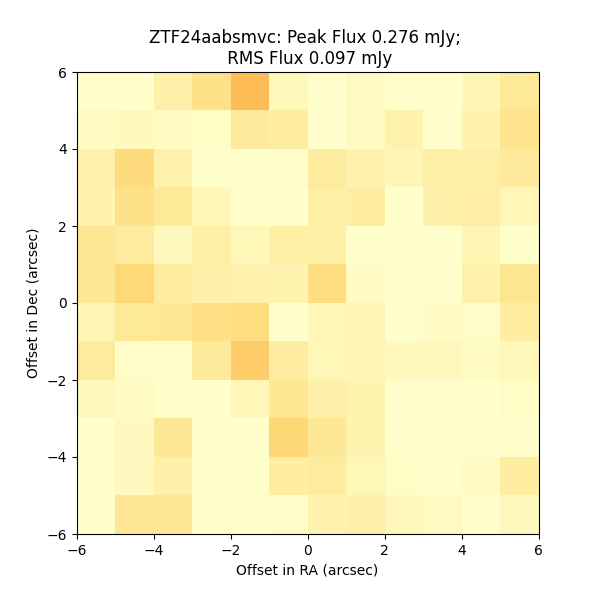 ZTF24aabsmvc: Peak Flux 0.276 mJy;
RMS Flux 0.097 mJy
6
4
2
0
−2
−4
−6
Offset in Dec (arcsec)
−6 −4 −2 0 2 4 6
Offset in RA (arcsec)